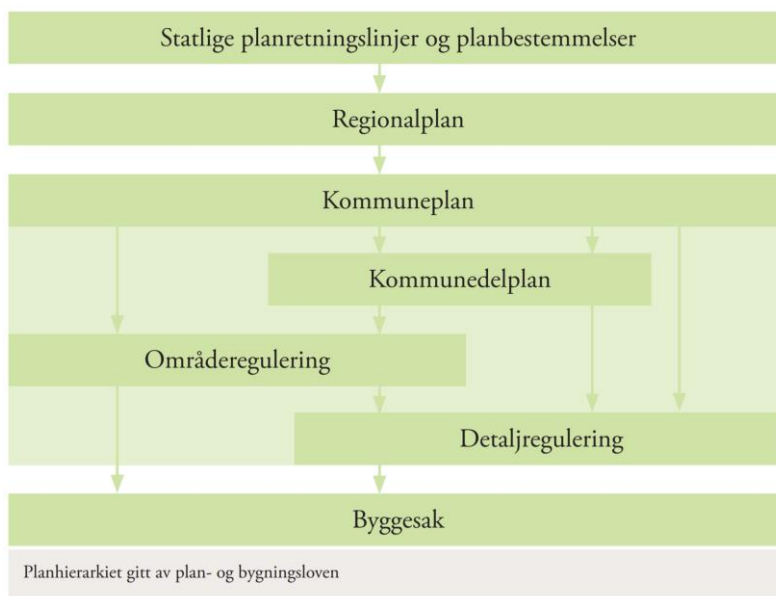 Statlige planretningslinjer og planbestemmelser
Regionalplan
Kommuneplan
Kommunedelplan
Områderegulering
Detaljregulering
Byggesak
Planhierarkiet gitt av plan- og bygningsloven